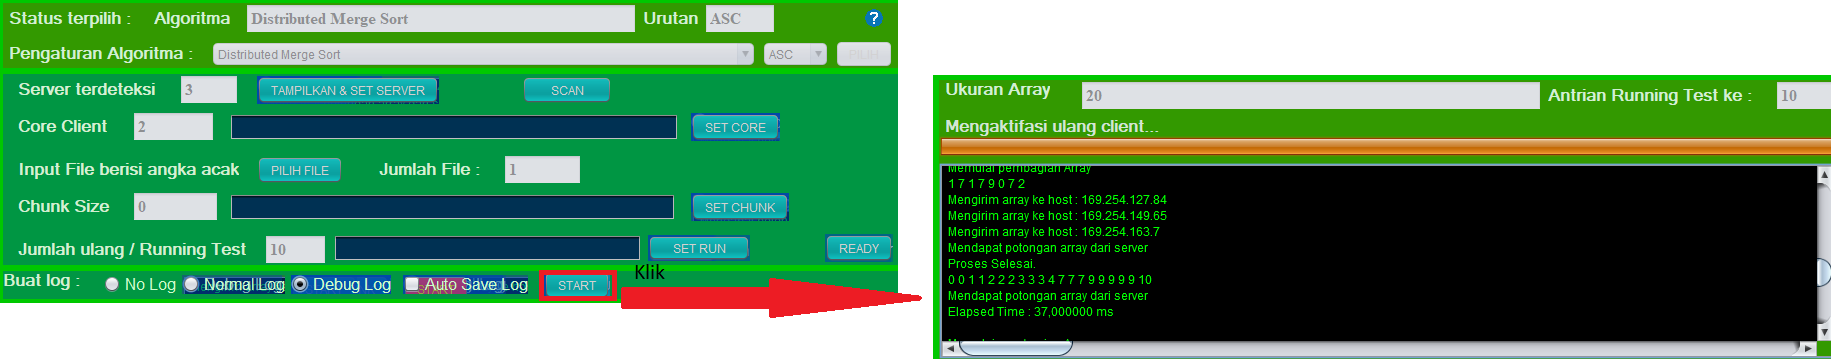 Status terpilih : Algoritma Distributed Merge Sort Urutan ASC ?
Pengaturan Algoritma : Distributed Merge Sort ASC PILIH
Server terdeteksi 3 TAMPILKAN & SET SERVER SCAN
Core Client 2 SET CORE
Input File berisi angka acak PILIH FILE Jumlah File : 1
Chunk Size 0 SET CHUNK
Jumlah ulang / Running Test 10 SET RUN READY
Buat log : No Log Normal Log Debug Log Auto Save Log START
Klik
Ukuran Array 20 Antrian Running Test ke : 10
Mengaktifasi ulang client...
Memulai pembagian Array
1 7 1 7 9 0 7 2
Mengirim array ke host : 169.254.127.84
Mengirim array ke host : 169.254.149.65
Mengirim array ke host : 169.254.163.7
Mendapat potongan array dari server
Proses Selesai.
0 0 1 1 2 2 2 3 3 3 4 7 7 7 9 9 9 9 9 10
Mendapat potongan array dari server
Elapsed Time : 37,000000 ms